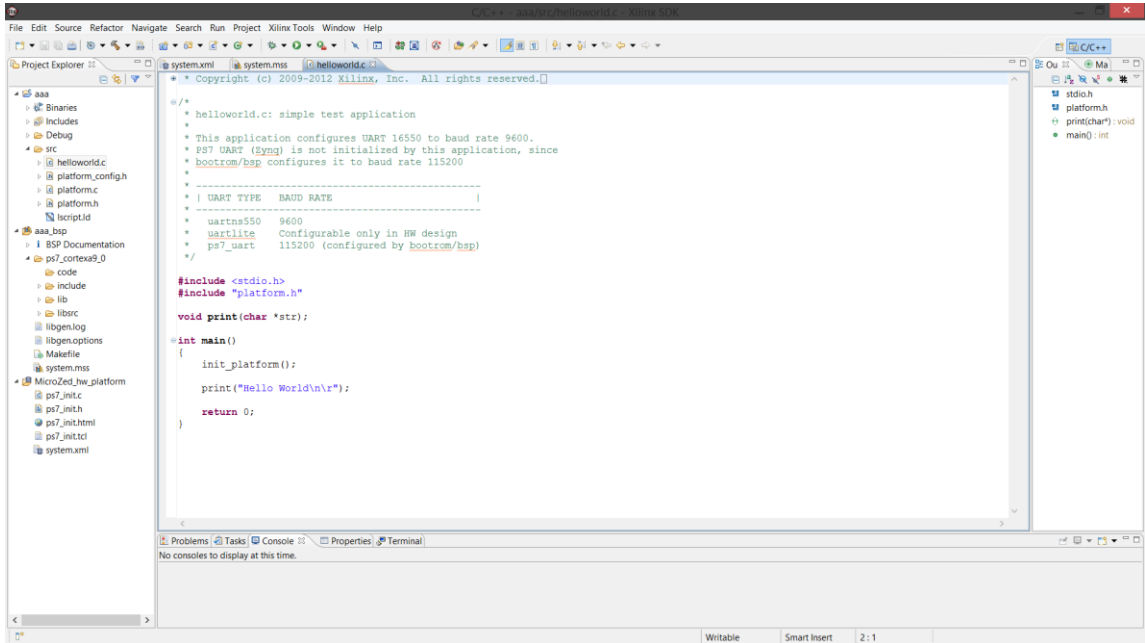 C/C++ - aaa/src/helloworld.c - Xilinx SDK
File Edit Source Refactor Navigate Search Run Project Xilinx Tools Window Help
C/C++
Project Explorer
aaa
Binaries
Includes
Debug
src
helloworld.c
platform_config.h
platform.c
platform.h
lscript.ld
aaa_bsp
BSP Documentation
ps7_cortexa9_0
code
include
lib
libsrc
libgen.log
libgen.options
Makefile
system.mss
MicroZed_hw_platform
ps7_init.c
ps7_init.h
ps7_init.html
ps7_init.tcl
system.xml
system.xml system.mss helloworld.c
* Copyright (c) 2009-2012 Xilinx, Inc. All rights reserved.
/*
* helloworld.c: simple test application
*
* This application configures UART 16550 to baud rate 9600.
* PS7 UART (Zynq) is not initialized by this application, since
* bootrom/bsp configures it to baud rate 115200
*
* ------------------------------------------------
* | UART TYPE BAUD RATE |
* ------------------------------------------------
* uartns550 9600
* uartlite Configurable only in HW design
* ps7_uart 115200 (configured by bootrom/bsp)
*/
#include <stdio.h>
#include "platform.h"
void print(char *str);
int main()
{
init_platform();
print("Hello World\n\r");
return 0;
}
Ou Ma
stdio.h
platform.h
print(char*) : void
main() : int
Problems Tasks Console Properties Terminal
No consoles to display at this time.
Writable Smart Insert 2 : 1